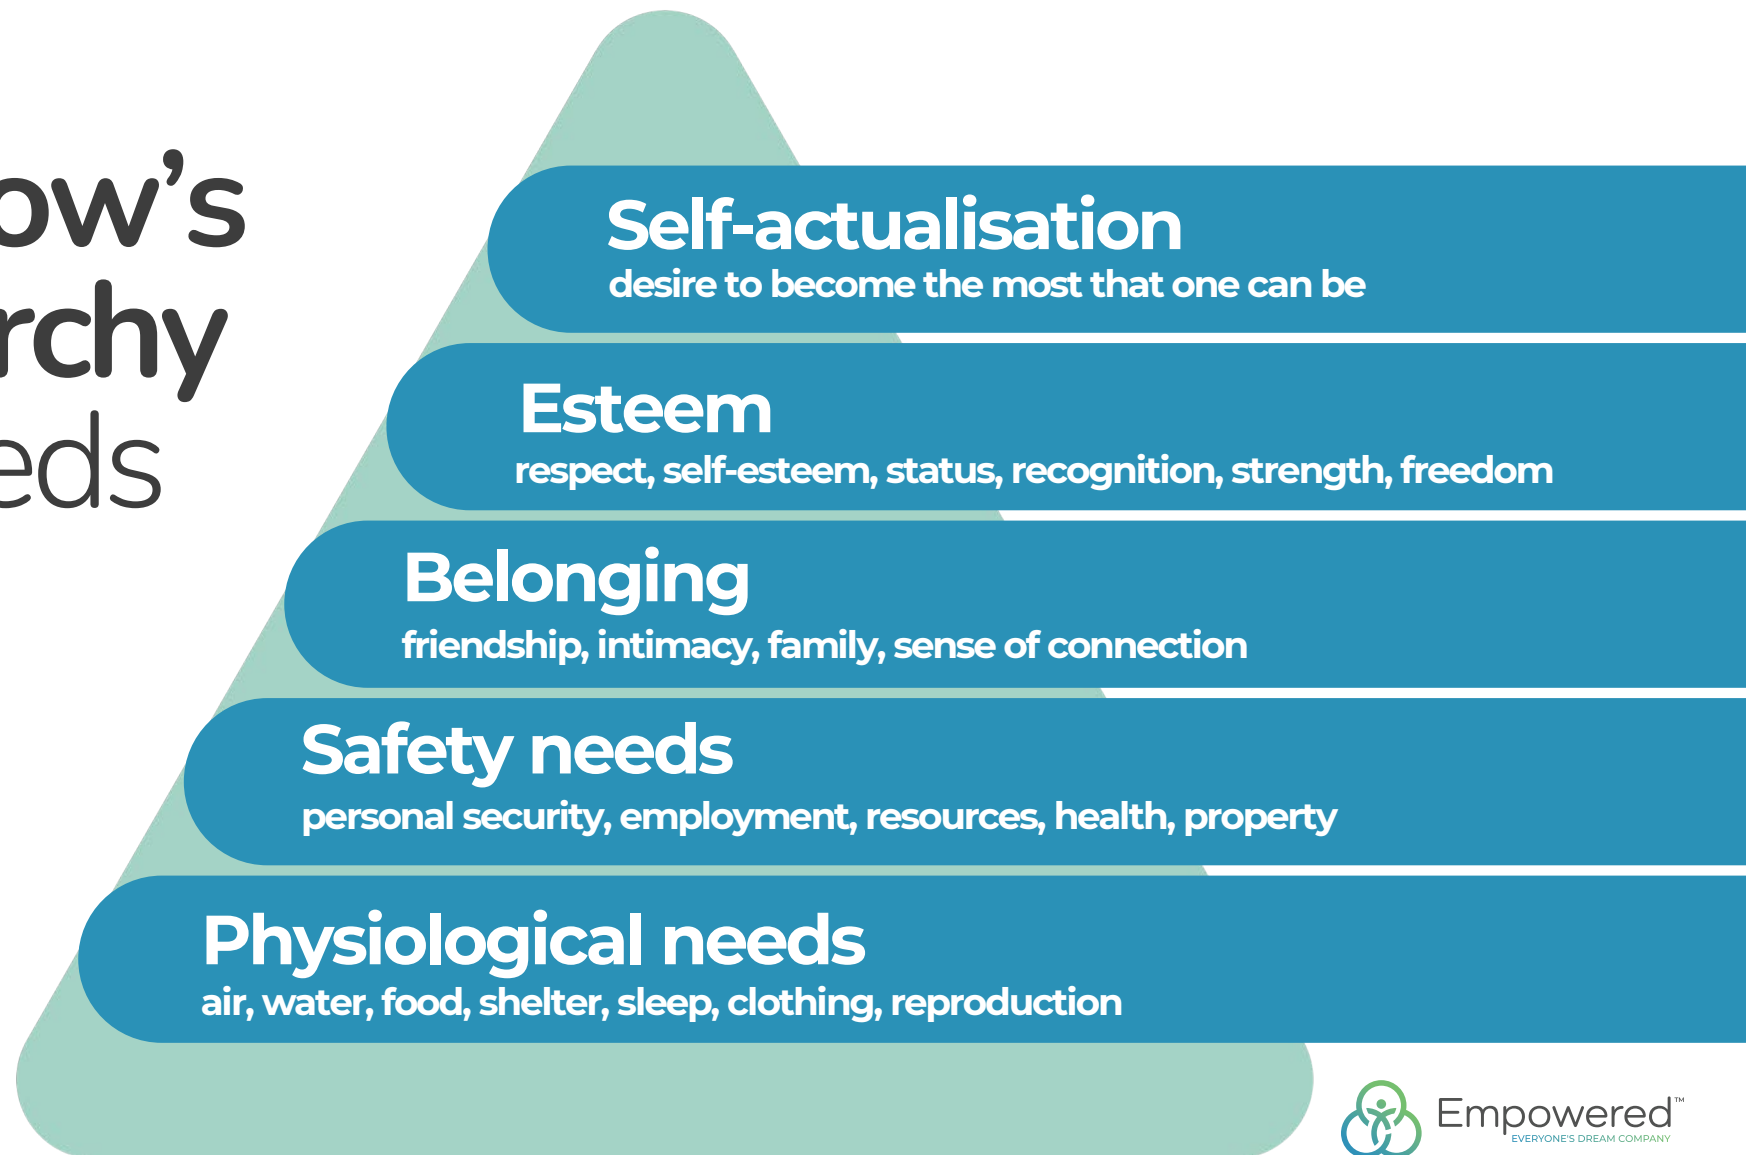 ow's
rchy
eds
Self-actualisation
desire to become the most that one can be
Esteem
respect, self-esteem, status, recognition, strength, freedom
Belonging
friendship, intimacy, family, sense of connection
Safety needs
personal security, employment, resources, health, property
Physiological needs
air, water, food, shelter, sleep, clothing, reproduction
Empowered™
EVERYONE'S DREAM COMPANY